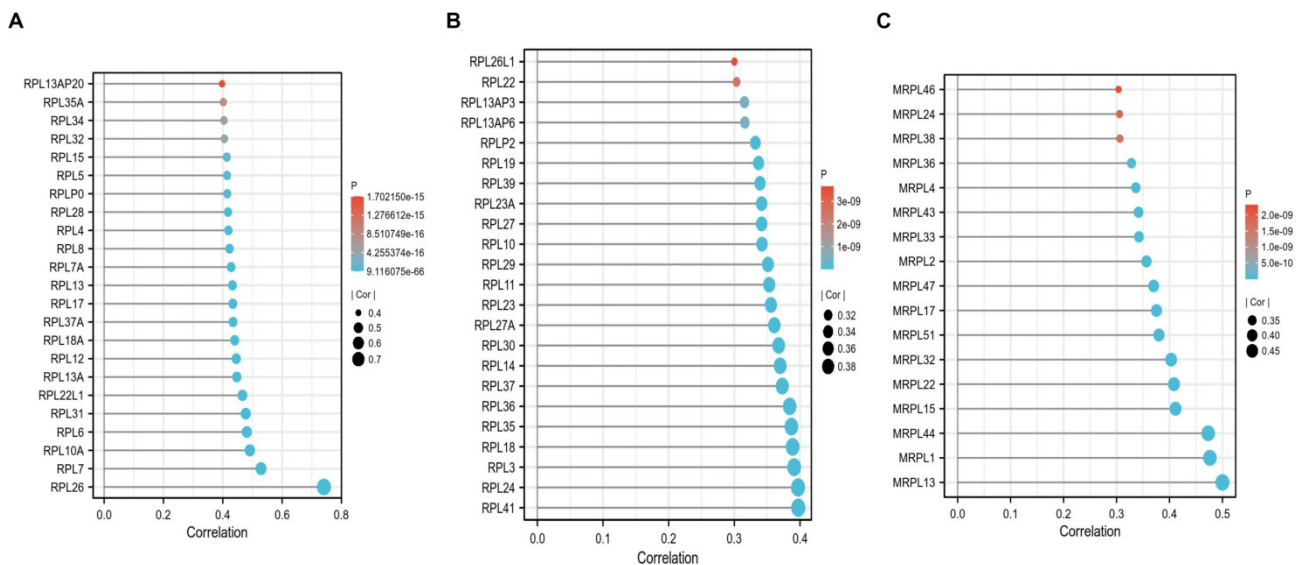 A
RPL13AP20
RPL35A
RPL34
RPL32
RPL15
RPL5
RPLP0
RPL28
RPL4
RPL8
RPL7A
RPL13
RPL17
RPL37A
RPL18A
RPL12
RPL13A
RPL22L1
RPL31
RPL6
RPL10A
RPL7
RPL26
0.0 0.2 0.4 0.6 0.8
Correlation
P
1.702150e-15
1.276612e-15
8.510749e-16
4.255374e-16
9.116075e-66
| Cor |
0.4
0.5
0.6
0.7
B
RPL26L1
RPL22
RPL13AP3
RPL13AP6
RPLP2
RPL19
RPL39
RPL23A
RPL27
RPL10
RPL29
RPL11
RPL23
RPL27A
RPL30
RPL14
RPL37
RPL36
RPL35
RPL18
RPL3
RPL24
RPL41
0.0 0.1 0.2 0.3 0.4
Correlation
P
3e-09
2e-09
1e-09
| Cor |
0.32
0.34
0.36
0.38
C
MRPL46
MRPL24
MRPL38
MRPL36
MRPL4
MRPL43
MRPL33
MRPL2
MRPL47
MRPL17
MRPL51
MRPL32
MRPL22
MRPL15
MRPL44
MRPL1
MRPL13
0.0 0.1 0.2 0.3 0.4 0.5
Correlation
P
2.0e-09
1.5e-09
1.0e-09
5.0e-10
| Cor |
0.35
0.40
0.45